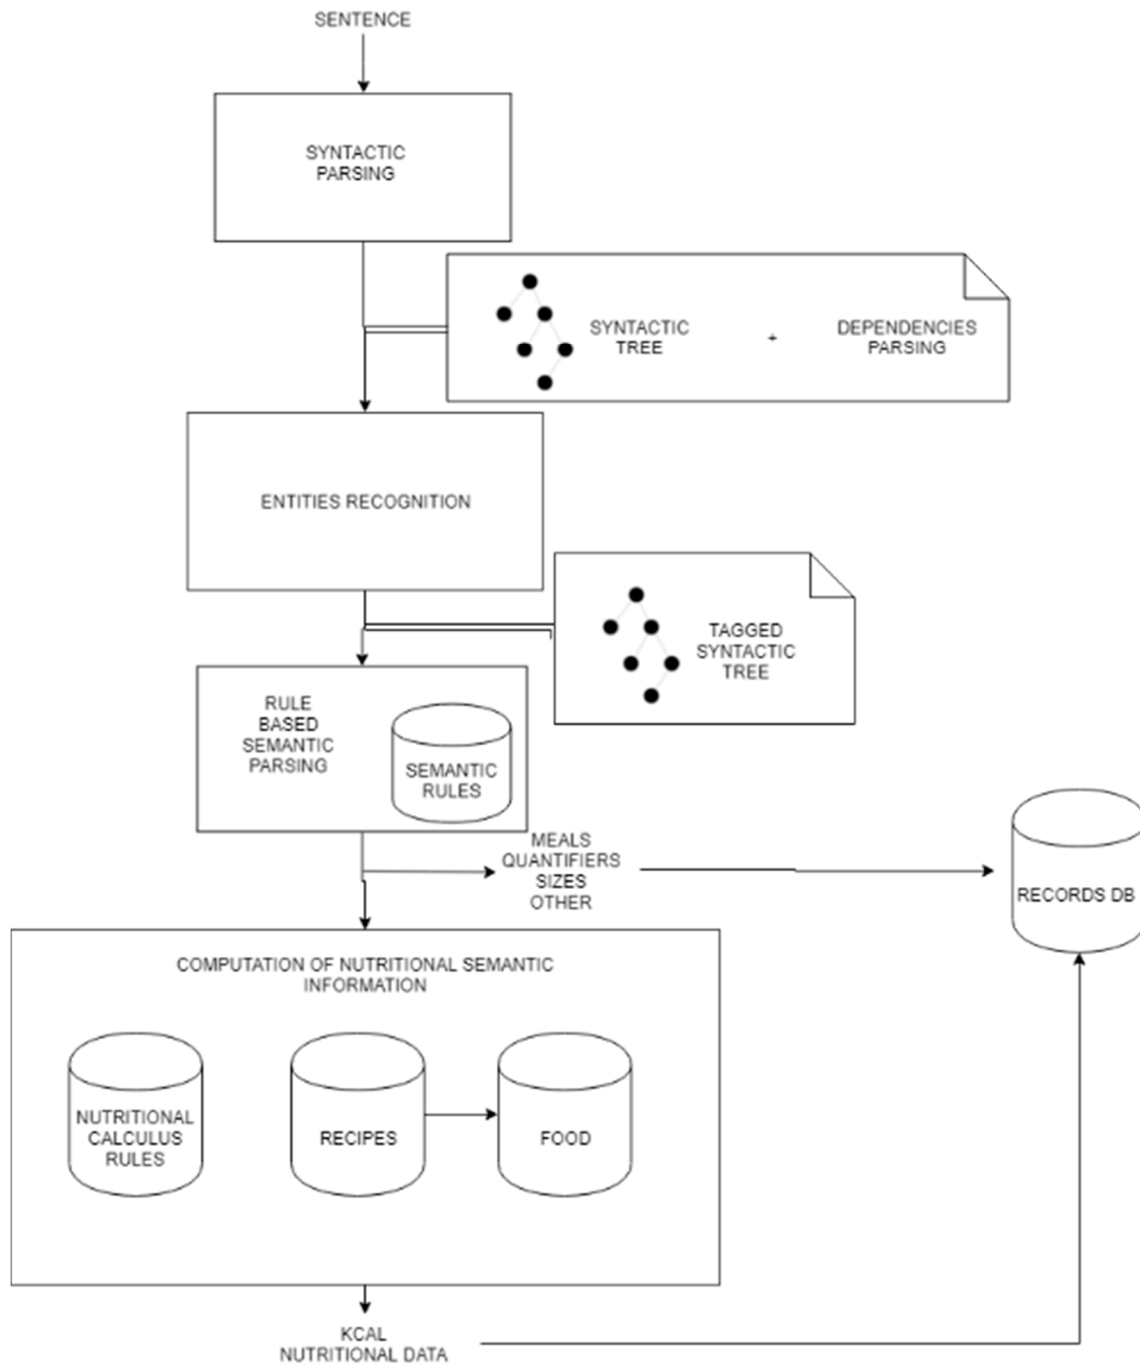 SENTENCE
SYNTACTIC
PARSING
SYNTACTIC
TREE
+
DEPENDENCIES
PARSING
ENTITIES RECOGNITION
TAGGED
SYNTACTIC
TREE
RULE
BASED
SEMANTIC
PARSING
SEMANTIC
RULES
MEALS
QUANTIFIERS
SIZES
OTHER
RECORDS DB
COMPUTATION OF NUTRITIONAL SEMANTIC
INFORMATION
NUTRITIONAL
CALCULUS
RULES
RECIPES
FOOD
KCAL
NUTRITIONAL DATA